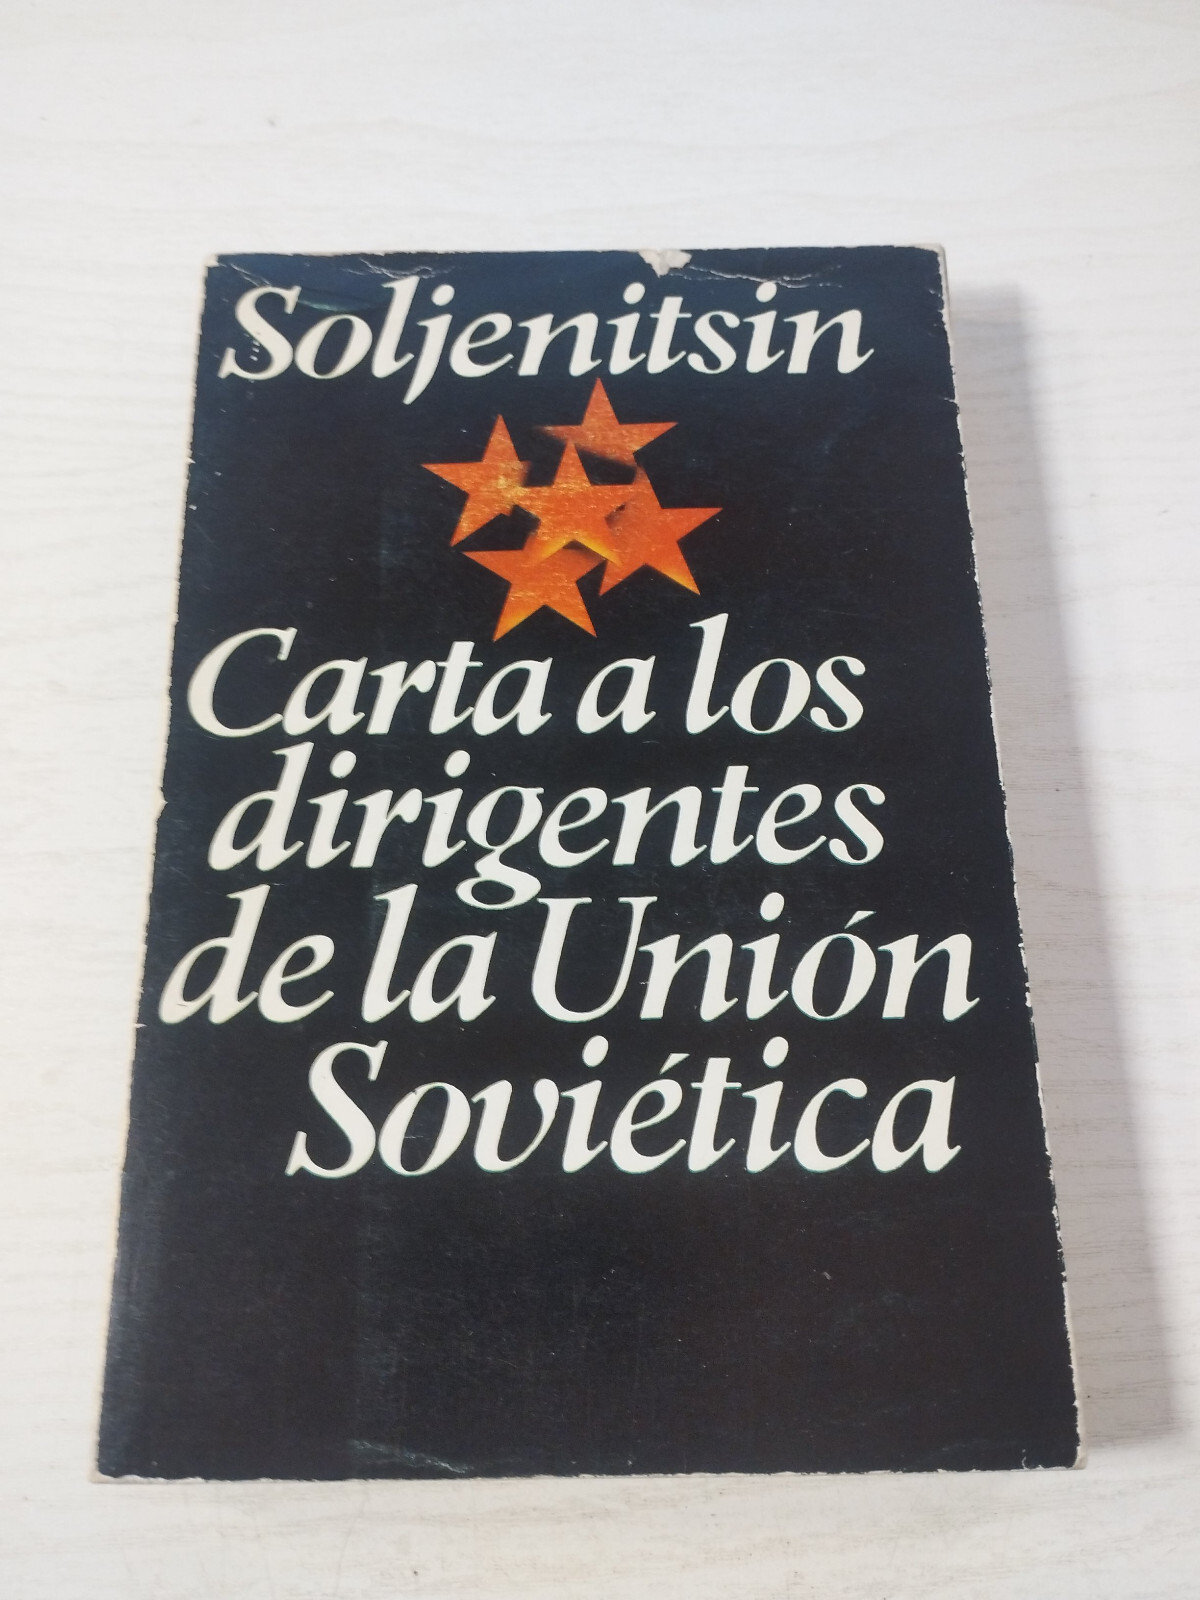 Soljenitsin
Carta a los
dirigentes
de la Unión
Soviética